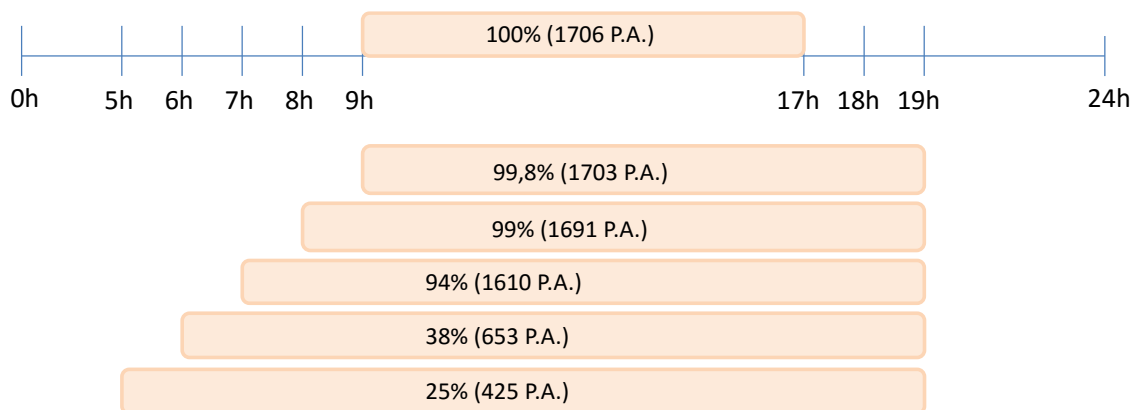 100% (1706 P.A.)
0h 5h 6h 7h 8h 9h 17h 18h 19h 24h
99,8% (1703 P.A.)
99% (1691 P.A.)
94% (1610 P.A.)
38% (653 P.A.)
25% (425 P.A.)